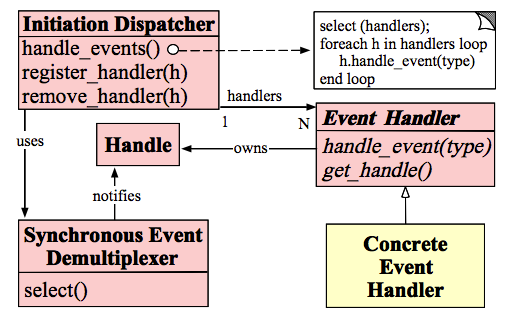 Initiation Dispatcher
handle_events()
register_handler(h)
remove_handler(h)
select (handlers);
foreach h in handlers loop
h.handle_event(type)
end loop
handlers
1
N
uses
Handle
owns
Event Handler
handle_event(type)
get_handle()
notifies
Synchronous Event
Demultiplexer
select()
Concrete
Event
Handler